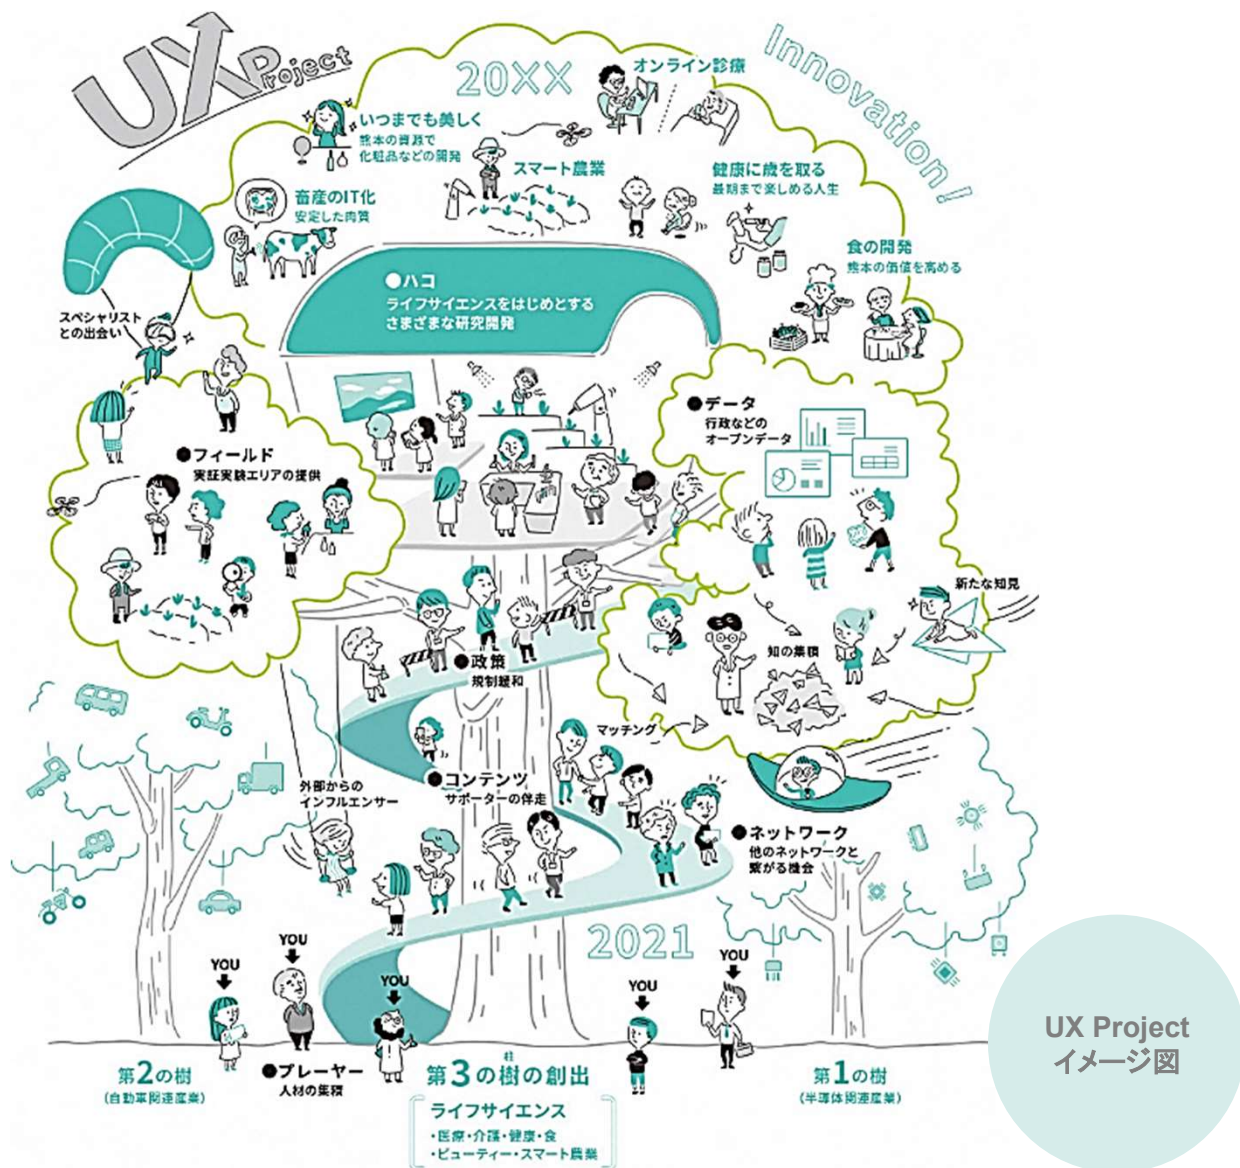 UX Project
20XX
Innovation!
オンライン診療
いつまでも美しく
熊本の資源で
化粧品などの開発
スマート農業
健康に歳を取る
最期まで楽しめる人生
畜産のIT化
安定した肉質
食の開発
熊本の価値を高める
●ハコ
ライフサイエンスをはじめとする
さまざまな研究開発
スペシャリスト
との出会い
●データ
行政などの
オープンデータ
●フィールド
実証実験エリアの提供
新たな知見
知の集積
●政策
規制緩和
マッチング
●コンテンツ
サポーターの伴走
外部からの
インフルエンサー
●ネットワーク
他のネットワークと
繋がる機会
2021
YOU
YOU
YOU
YOU
YOU
第2の樹
(自動車関連産業)
●プレーヤー
人材の集積
柱
第3の樹の創出
ライフサイエンス
・医療・介護・健康・食
・ビューティー・スマート農業
第1の樹
(半導体関連産業)
UX Project
イメージ図